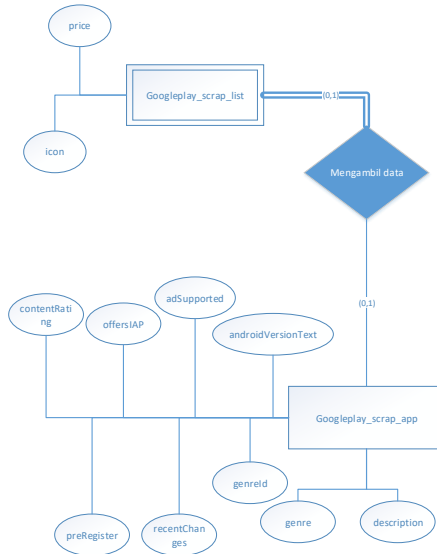 price
Googleplay_scrap_list
(0,1)
icon
Mengambil data
(0,1)
adSupported
contentRati
ng
offersIAP
androidVersionText
Googleplay_scrap_app
genreId
preRegister
recentChan
ges
genre
description